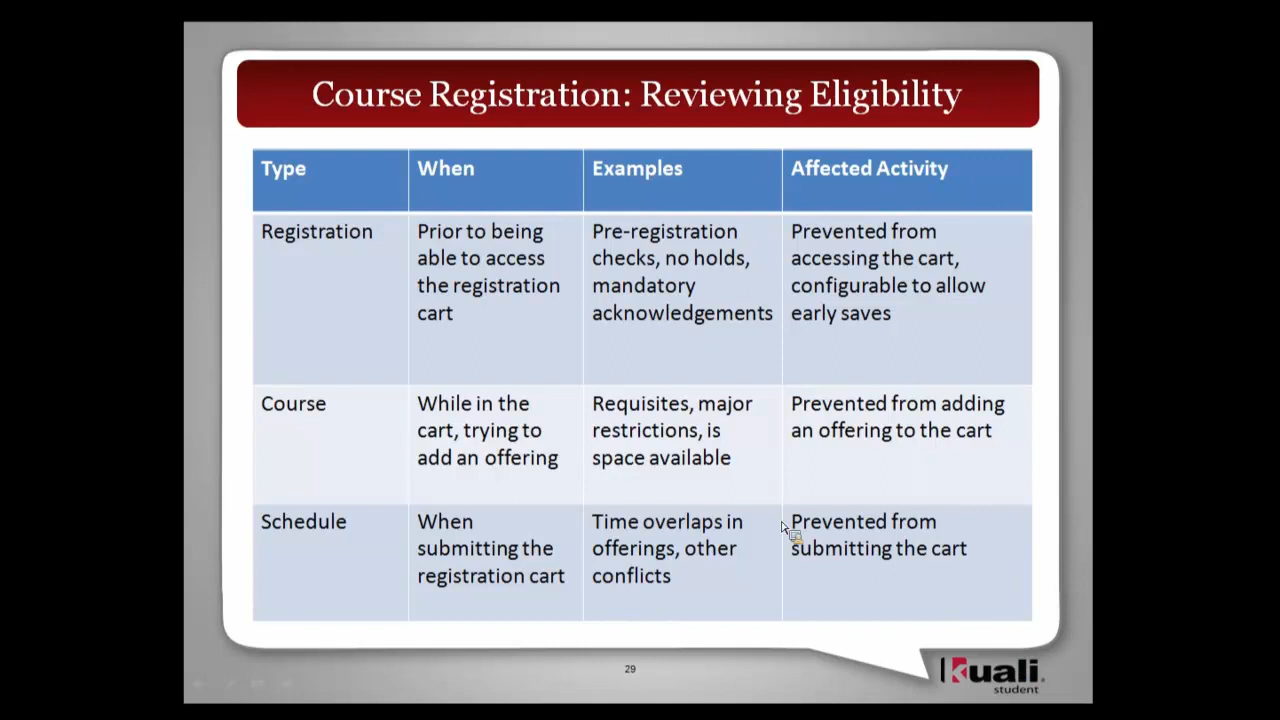 Course Registration: Reviewing Eligibility
Type When Examples Affected Activity
Registration
Prior to being
able to access
the registration
cart
Pre-registration
checks, no holds,
mandatory
acknowledgements
Prevented from
accessing the cart,
configurable to allow
early saves
Course
While in the
cart, trying to
add an offering
Requisites, major
restrictions, is
space available
Prevented from adding
an offering to the cart
Schedule
When
submitting the
registration cart
Time overlaps in
offerings, other
conflicts
Prevented from
submitting the cart
29
Kuali
student